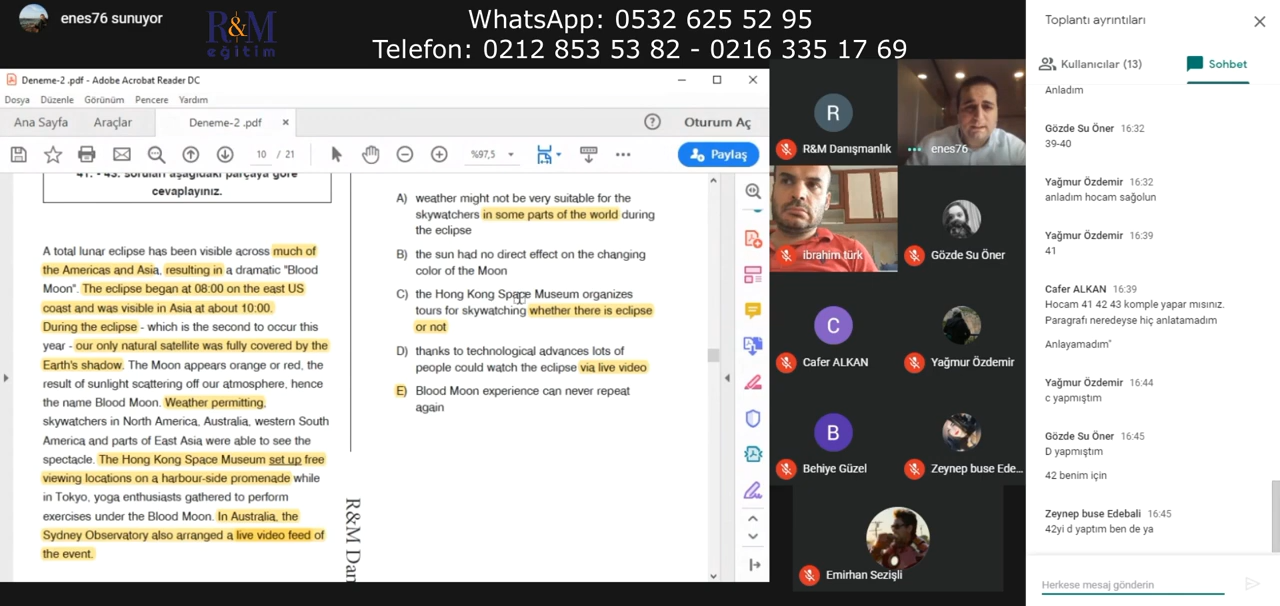 enes76 sunuyor
R&M
eğitim
WhatsApp: 0532 625 52 95
Telefon: 0212 853 53 82 - 0216 335 17 69
Deneme-2 .pdf - Adobe Acrobat Reader DC
Dosya Düzenle Görünüm Pencere Yardım
Ana Sayfa Araçlar Deneme-2 .pdf × Oturum Aç
10 / 21 %97,5 Paylaş
41. - 43. soruları aşağıdaki parçaya göre
cevaplayınız.
A total lunar eclipse has been visible across much of
the Americas and Asia, resulting in a dramatic "Blood
Moon". The eclipse began at 08:00 on the east US
coast and was visible in Asia at about 10:00.
During the eclipse - which is the second to occur this
year - our only natural satellite was fully covered by the
Earth's shadow. The Moon appears orange or red, the
result of sunlight scattering off our atmosphere, hence
the name Blood Moon. Weather permitting,
skywatchers in North America, Australia, western South
America and parts of East Asia were able to see the
spectacle. The Hong Kong Space Museum set up free
viewing locations on a harbour-side promenade while
in Tokyo, yoga enthusiasts gathered to perform
exercises under the Blood Moon. In Australia, the
Sydney Observatory also arranged a live video feed of
the event.
R&M Dan
A) weather might not be very suitable for the
skywatchers in some parts of the world during
the eclipse
B) the sun had no direct effect on the changing
color of the Moon
C) the Hong Kong Space Museum organizes
tours for skywatching whether there is eclipse
or not
D) thanks to technological advances lots of
people could watch the eclipse via live video
E) Blood Moon experience can never repeat
again
R
R&M Danışmanlık
enes76
ibrahim türk
Gözde Su Öner
C
Cafer ALKAN
Yağmur Özdemir
B
Behiye Güzel
Zeynep buse Ede...
Emirhan Sezişli
Toplantı ayrıntıları
Kullanıcılar (13) Sohbet
Anladım
Gözde Su Öner 16:32
39-40
Yağmur Özdemir 16:32
anladım hocam sağolun
Yağmur Özdemir 16:39
41
Cafer ALKAN 16:39
Hocam 41 42 43 komple yapar mısınız.
Paragrafı neredeyse hiç anlatamadım
Anlayamadım"
Yağmur Özdemir 16:44
c yapmıştım
Gözde Su Öner 16:45
D yapmıştım
42 benim için
Zeynep buse Edebali 16:45
42yi d yaptım ben de ya
Herkese mesaj gönderin